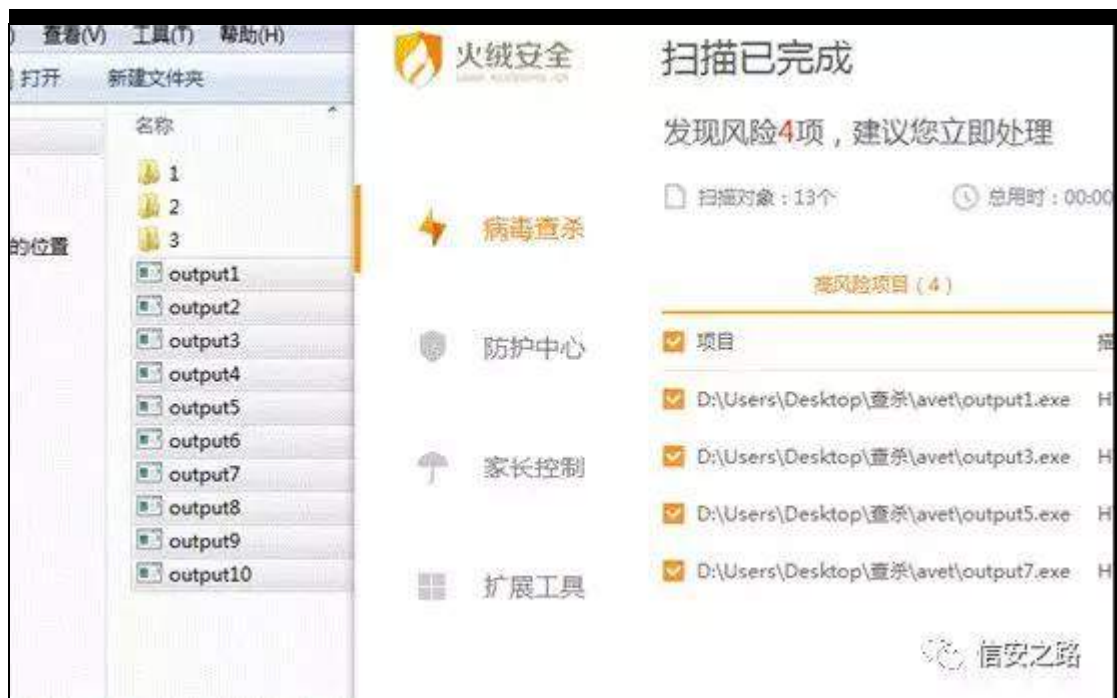 查看(V) 工具(T) 帮助(H)
打开 新建文件夹
名称
1
2
3
的位置
output1
output2
output3
output4
output5
output6
output7
output8
output9
output10
火绒安全
病毒查杀
防护中心
家长控制
扩展工具
扫描已完成
发现风险4项，建议您立即处理
扫描对象：13个 总用时：00:00
高风险项目（4）
项目
D:\Users\Desktop\查杀\avet\output1.exe H
D:\Users\Desktop\查杀\avet\output3.exe H
D:\Users\Desktop\查杀\avet\output5.exe H
D:\Users\Desktop\查杀\avet\output7.exe H
信安之路